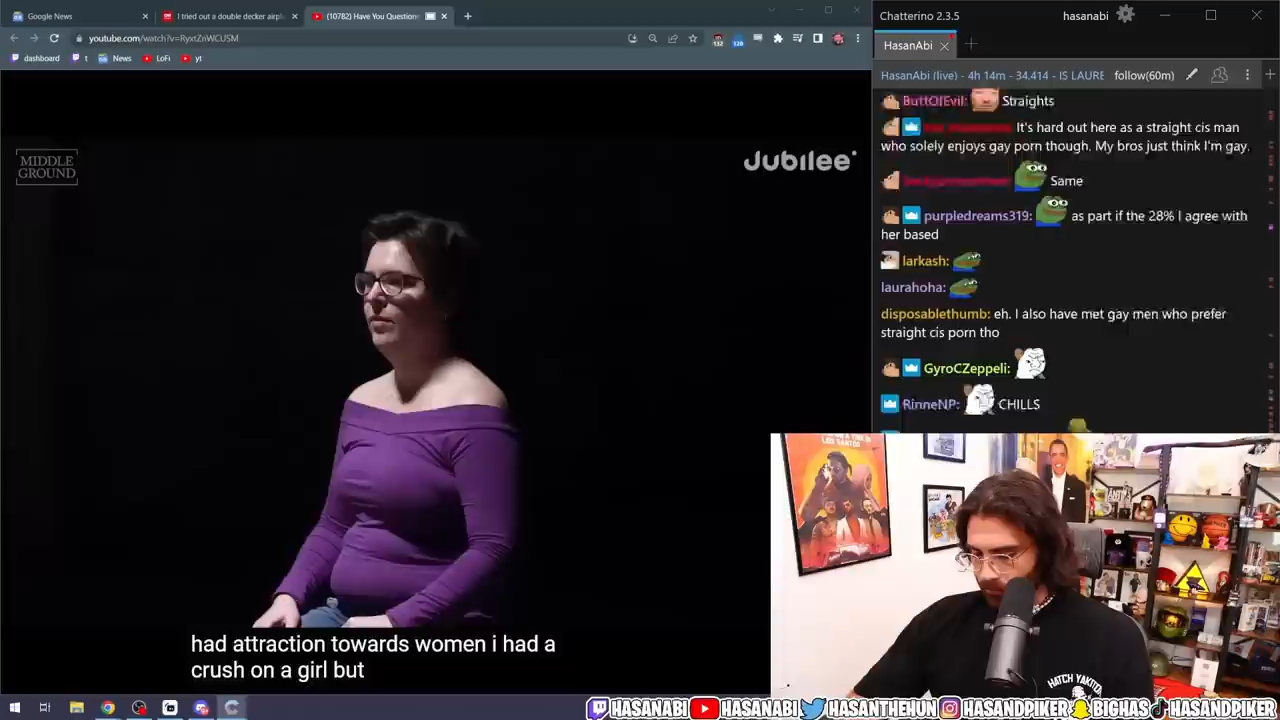 Google News
I tried out a double decker airpl
(10782) Have You Question
youtube.com/watch?v=RyxtZnWCUSM
132
120
dashboard
t
News
LoFi
yt
MIDDLE
GROUND
Jubilee
had attraction towards women i had a
crush on a girl but
Chatterino 2.3.5
hasanabi
HasanAbi
HasanAbi (live) - 4h 14m - 34,414 - IS LAURE
follow(60m)
ButtOfEvil: Straights
It's hard out here as a straight cis man
who solely enjoys gay porn though. My bros just think I'm gay.
Same
purpledreams319: as part if the 28% I agree with
her based
larkash:
laurahoha:
disposablethumb: eh. I also have met gay men who prefer
straight cis porn tho
GyroCZeppeli:
RinneNP: CHILLS
LOS SANTOS
HATCH YAKITO
HASANABI
HASANABI
HASANTHEHUN
HASANDPIKER
BIGHAS
HASANDPIKER